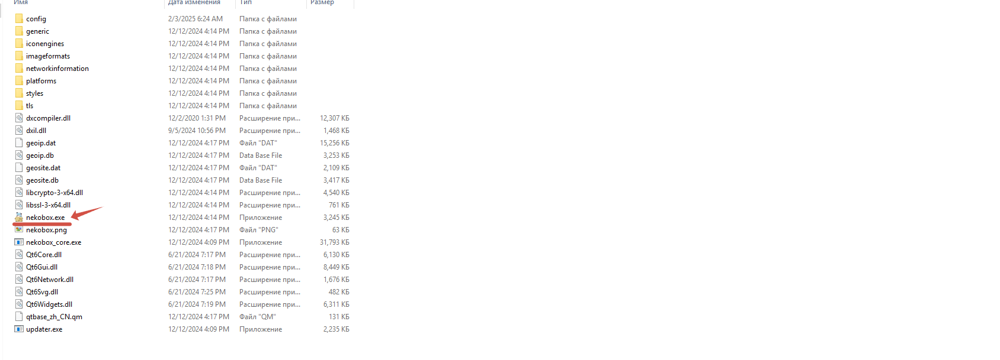 Имя Дата изменения Тип Размер
config 2/3/2025 6:24 AM Папка с файлами
generic 12/12/2024 4:14 PM Папка с файлами
iconengines 12/12/2024 4:14 PM Папка с файлами
imageformats 12/12/2024 4:14 PM Папка с файлами
networkinformation 12/12/2024 4:14 PM Папка с файлами
platforms 12/12/2024 4:14 PM Папка с файлами
styles 12/12/2024 4:14 PM Папка с файлами
tls 12/12/2024 4:14 PM Папка с файлами
dxcompiler.dll 12/2/2020 1:31 PM Расширение при... 12,307 КБ
dxil.dll 9/5/2024 10:56 PM Расширение при... 1,468 КБ
geoip.dat 12/12/2024 4:17 PM Файл "DAT" 15,256 КБ
geoip.db 12/12/2024 4:17 PM Data Base File 3,253 КБ
geosite.dat 12/12/2024 4:17 PM Файл "DAT" 2,109 КБ
geosite.db 12/12/2024 4:17 PM Data Base File 3,417 КБ
libcrypto-3-x64.dll 12/12/2024 4:14 PM Расширение при... 4,540 КБ
libssl-3-x64.dll 12/12/2024 4:14 PM Расширение при... 761 КБ
nekobox.exe 12/12/2024 4:14 PM Приложение 3,245 КБ
nekobox.png 12/12/2024 4:17 PM Файл "PNG" 63 КБ
nekobox_core.exe 12/12/2024 4:09 PM Приложение 31,793 КБ
Qt6Core.dll 6/21/2024 7:17 PM Расширение при... 6,130 КБ
Qt6Gui.dll 6/21/2024 7:18 PM Расширение при... 8,449 КБ
Qt6Network.dll 6/21/2024 7:17 PM Расширение при... 1,676 КБ
Qt6Svg.dll 6/21/2024 7:25 PM Расширение при... 482 КБ
Qt6Widgets.dll 6/21/2024 7:19 PM Расширение при... 6,311 КБ
qtbase_zh_CN.qm 12/12/2024 4:17 PM Файл "QM" 131 КБ
updater.exe 12/12/2024 4:09 PM Приложение 2,235 КБ